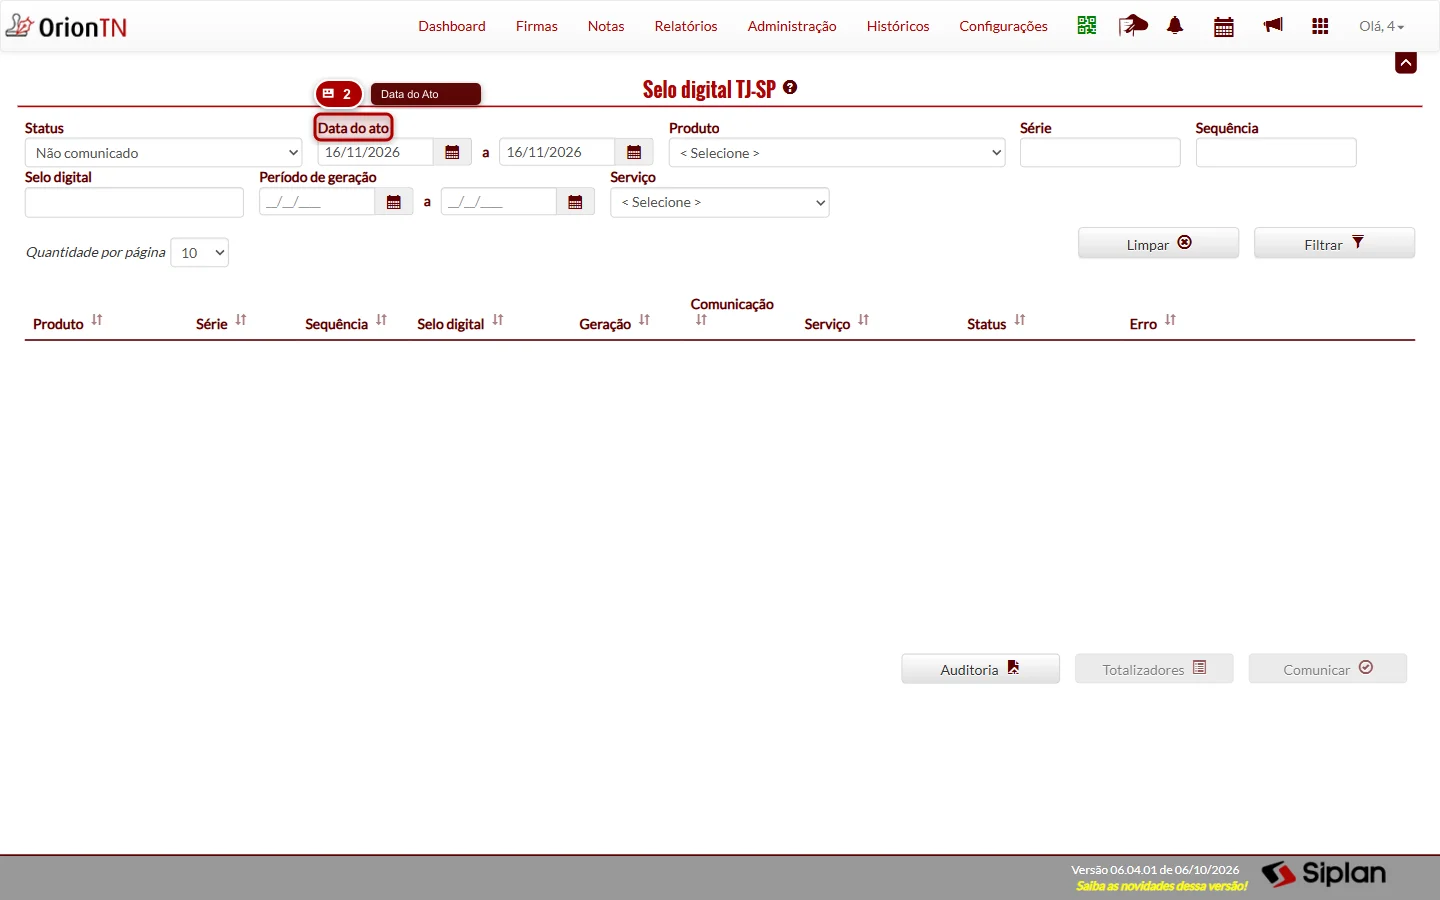 OrionTN Dashboard Firmas Notas Relatórios Administração Históricos Configurações Olá, 4
2 Data do Ato Selo digital TJ-SP ?
Status Data do ato Produto Série Sequência
Não comunicado 16/11/2026 a 16/11/2026 < Selecione >
Selo digital Período de geração Serviço
__/__/____ a __/__/____ < Selecione >
Quantidade por página 10 Limpar Filtrar
Produto Série Sequência Selo digital Geração Comunicação Serviço Status Erro
Auditoria Totalizadores Comunicar
Versão 06.04.01 de 06/10/2026
Saiba as novidades dessa versão!
Siplan